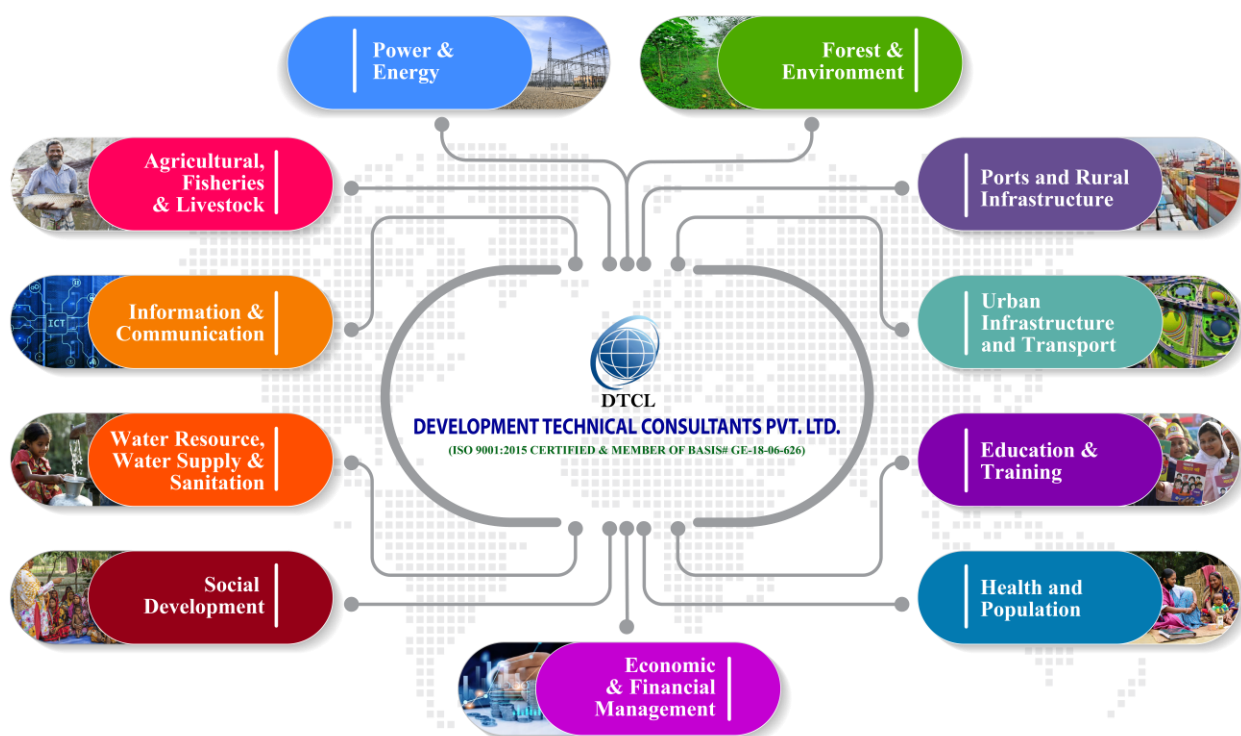 Power &
Energy
Forest &
Environment
Agricultural,
Fisheries
& Livestock
Ports and Rural
Infrastructure
Information &
Communication
ICT
Urban
Infrastructure
and Transport
DTCL
DEVELOPMENT TECHNICAL CONSULTANTS PVT. LTD.
(ISO 9001:2015 CERTIFIED & MEMBER OF BASIS# GE-18-06-626)
Water Resource,
Water Supply &
Sanitation
Education &
Training
Social
Development
Health and
Population
Economic
& Financial
Management